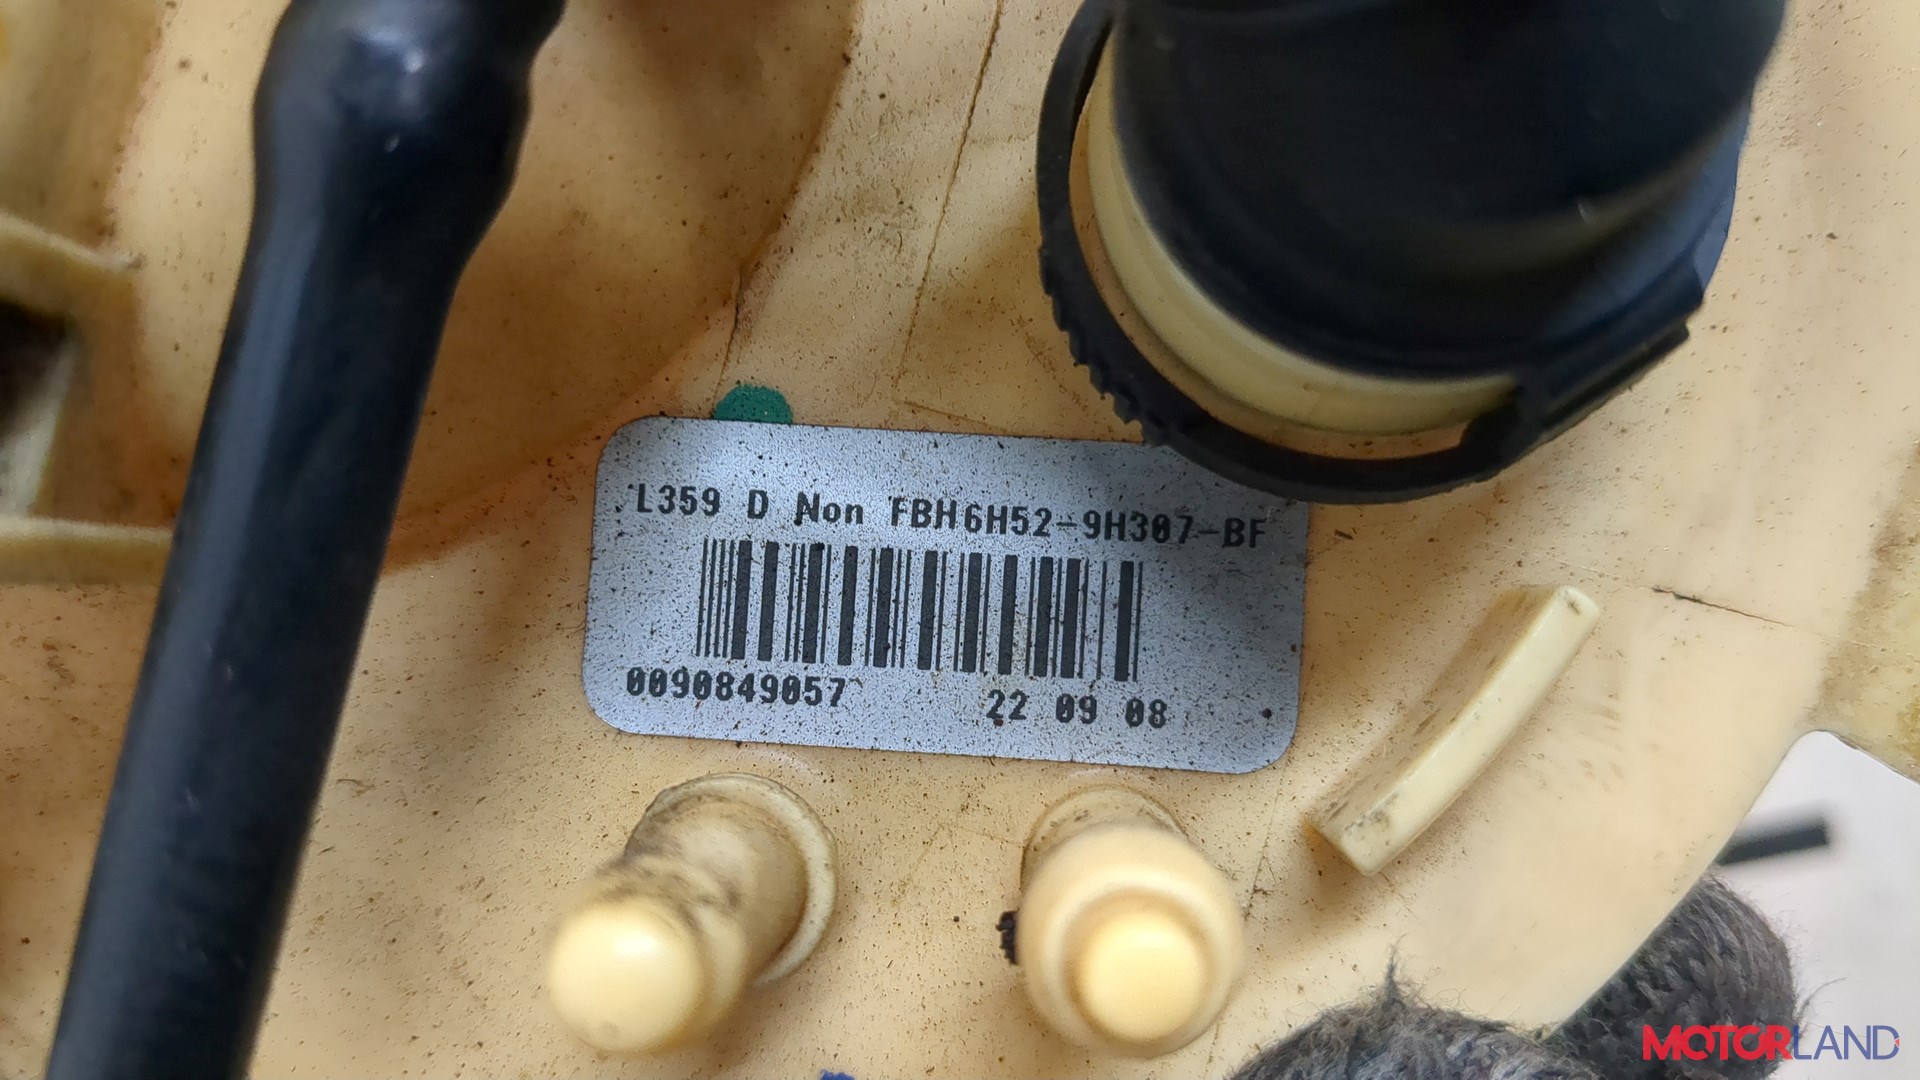 L359 D Non FBH6H52-9H307-BF
0090849057 22 09 08
MOTORLAND